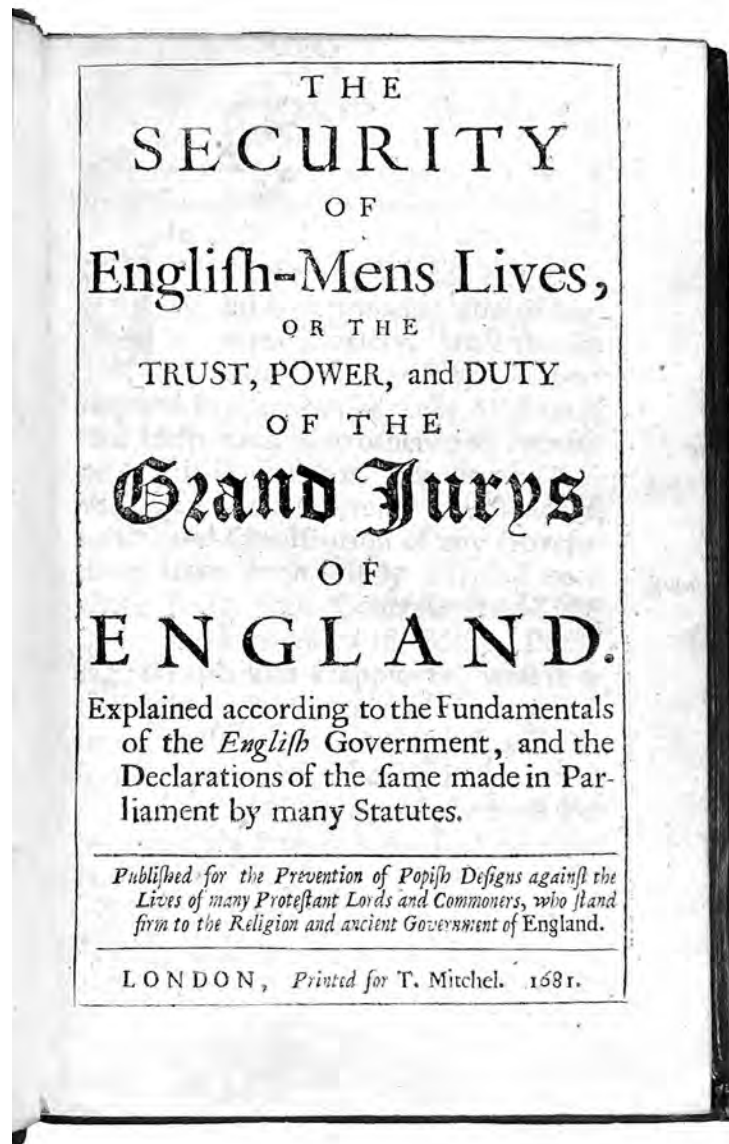 THE
SECURITY
OF
Engliſh-Mens Lives,
OR THE
TRUST, POWER, and DUTY
OF THE
Grand Jurys
OF
ENGLAND.
Explained according to the Fundamentals
of the Engliſh Government, and the
Declarations of the ſame made in Par-
liament by many Statutes.
Publiſhed for the Prevention of Popiſh Deſigns againſt the
Lives of many Proteſtant Lords and Commoners, who ſtand
firm to the Religion and ancient Government of England.
LONDON, Printed for T. Mitchel. 1681.